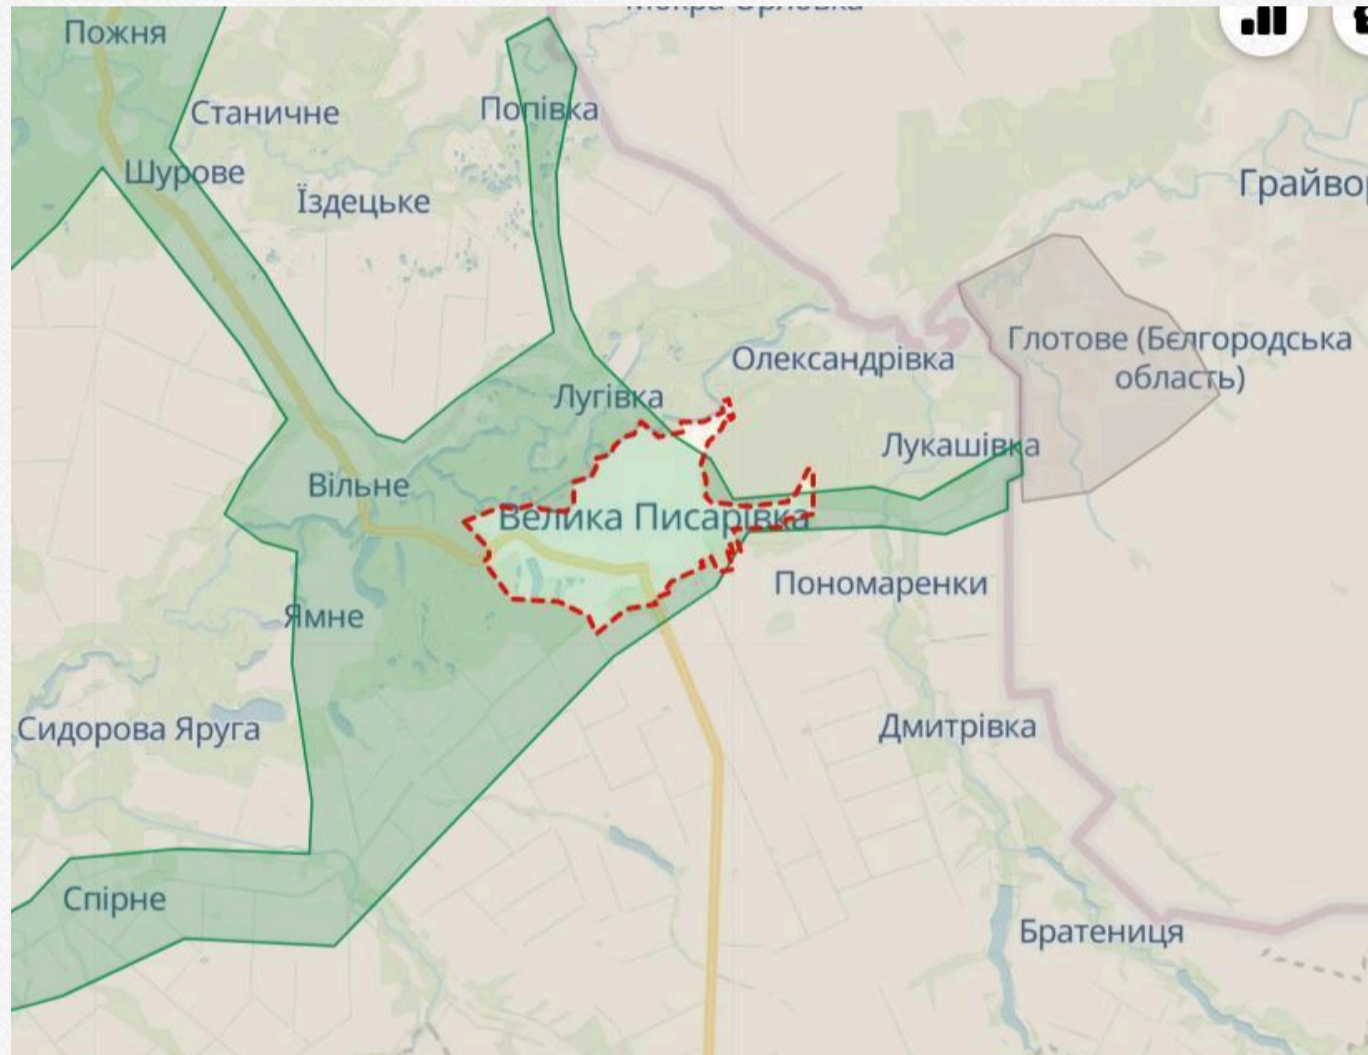 Пожня
Станичне
Попівка
Шурове
Їздецьке
Глотове (Бєлгородська
область)
Олександрівка
Лугівка
Лукашівка
Вільне
Велика Писарівка
Пономаренки
Ямне
Сидорова Яруга
Дмитрівка
Спірне
Братениця